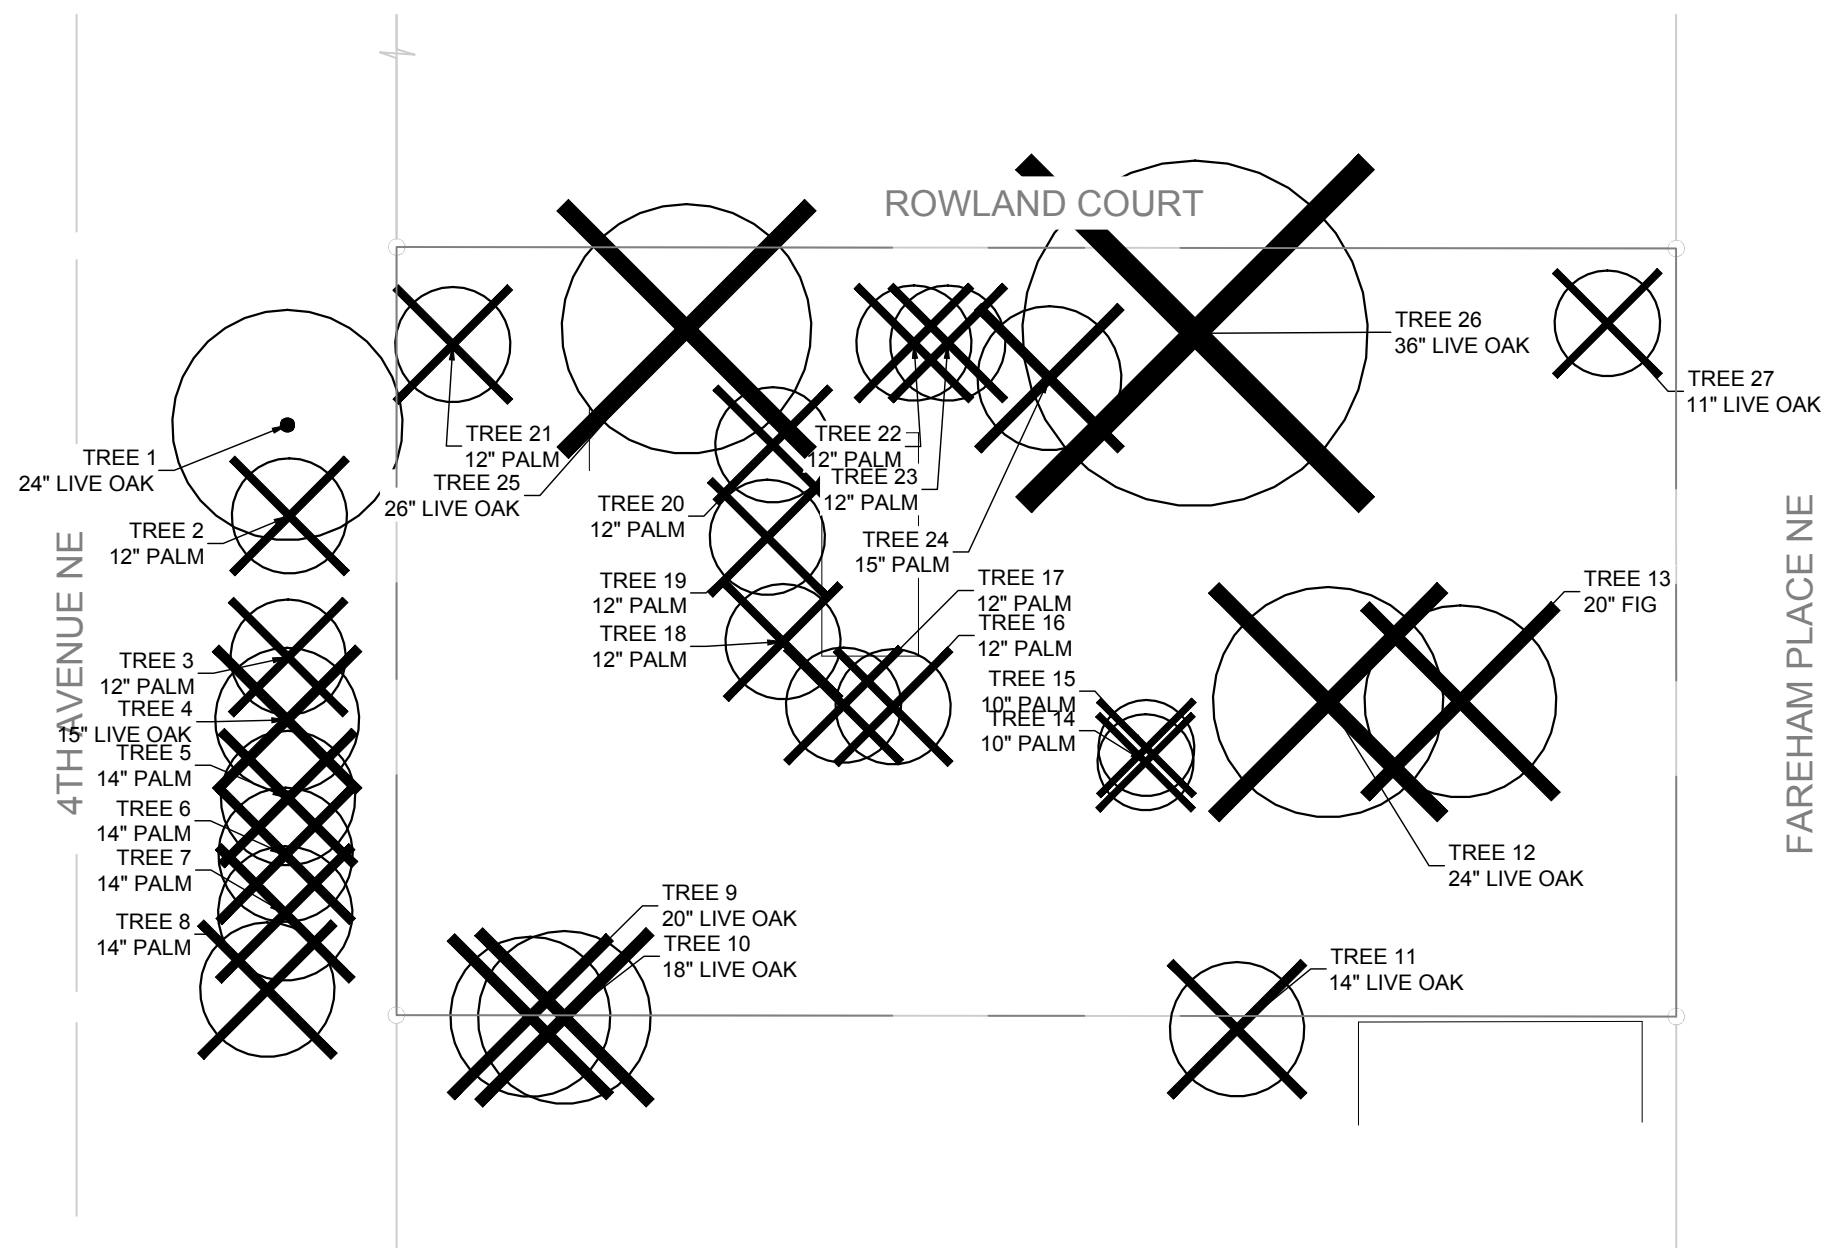 ROWLAND COURT
TREE 26
36" LIVE OAK
TREE 27
11" LIVE OAK
TREE 21
12" PALM
TREE 25
26" LIVE OAK
TREE 22
12" PALM
TREE 23
12" PALM
TREE 1
24" LIVE OAK
TREE 2
12" PALM
TREE 20
12" PALM
TREE 24
15" PALM
TREE 19
12" PALM
TREE 18
12" PALM
TREE 17
12" PALM
TREE 16
12" PALM
TREE 13
20" FIG
TREE 15
10" PALM
TREE 14
10" PALM
4TH AVENUE NE
FAREHAM PLACE NE
TREE 3
12" PALM
TREE 4
15" LIVE OAK
TREE 5
14" PALM
TREE 6
14" PALM
TREE 7
14" PALM
TREE 8
14" PALM
TREE 12
24" LIVE OAK
TREE 9
20" LIVE OAK
TREE 10
18" LIVE OAK
TREE 11
14" LIVE OAK